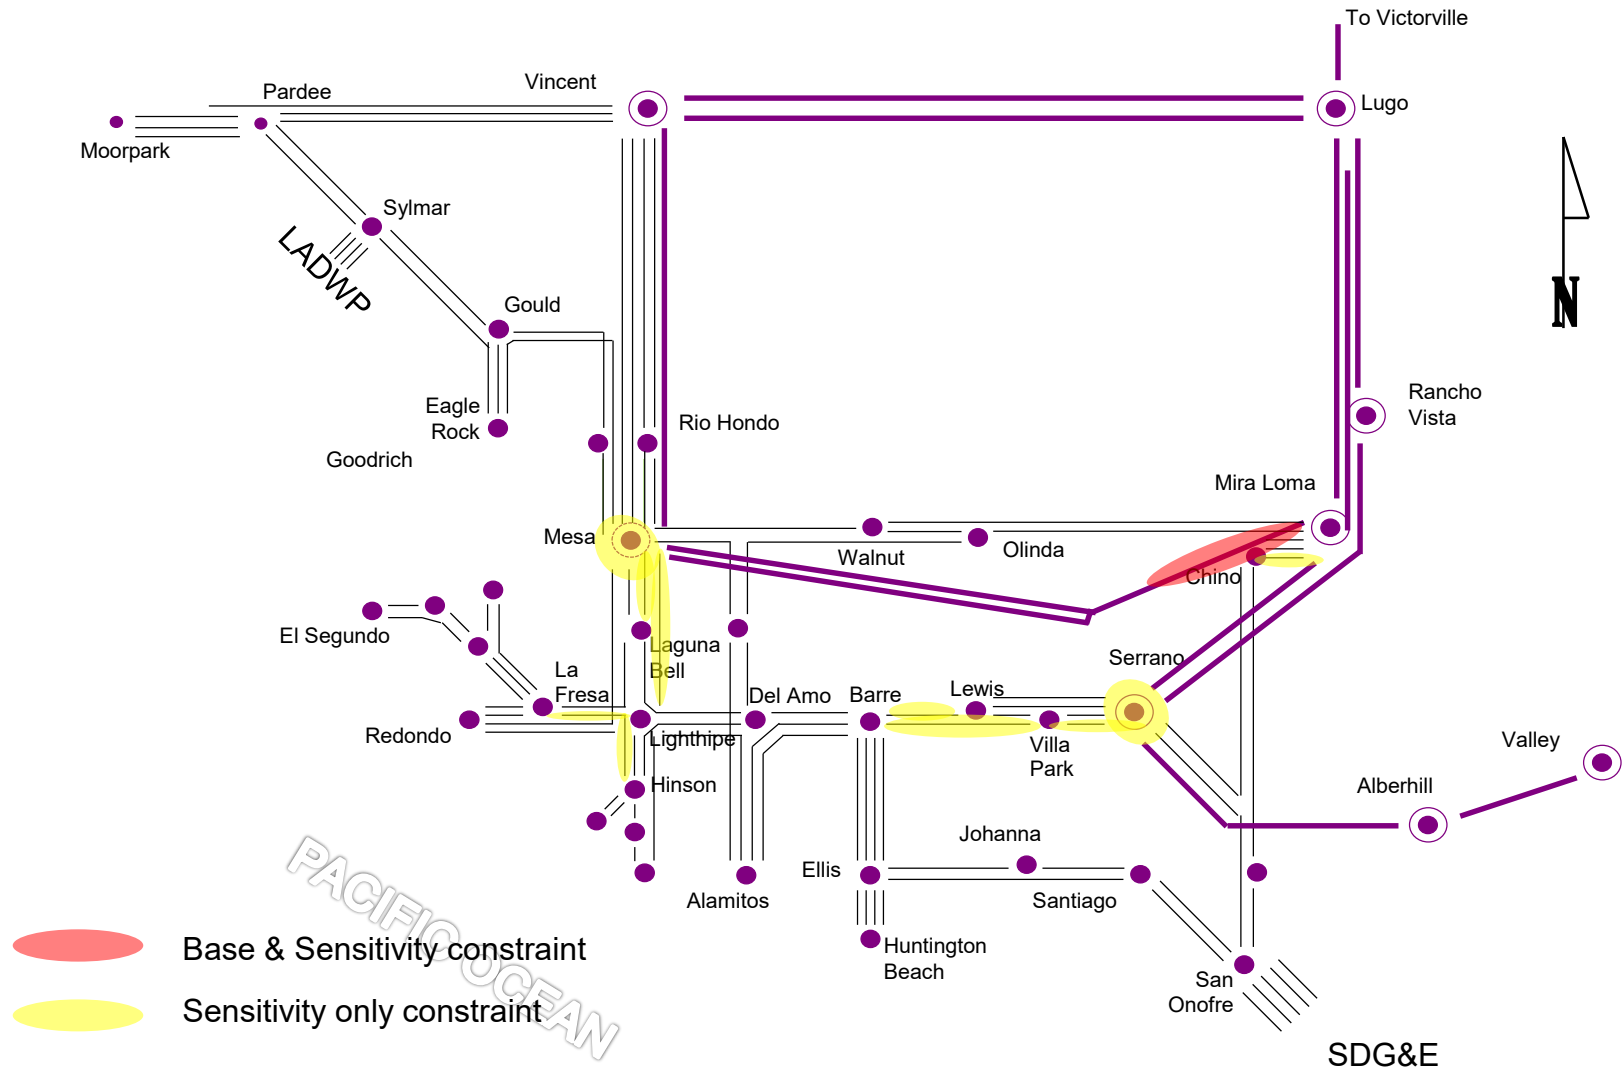 To Victorville
Vincent
Pardee
Lugo
Moorpark
Sylmar
LADWP
N
Gould
Rancho
Vista
Eagle
Rock
Rio Hondo
Goodrich
Mira Loma
Mesa
Walnut
Olinda
Chino
El Segundo
Laguna
Bell
Serrano
La
Fresa
Del Amo
Barre
Lewis
Redondo
Lighthipe
Villa
Park
Valley
Hinson
Alberhill
Johanna
Ellis
Alamitos
Santiago
PACIFIC OCEAN
Huntington
Beach
Base & Sensitivity constraint
San
Onofre
Sensitivity only constraint
SDG&E